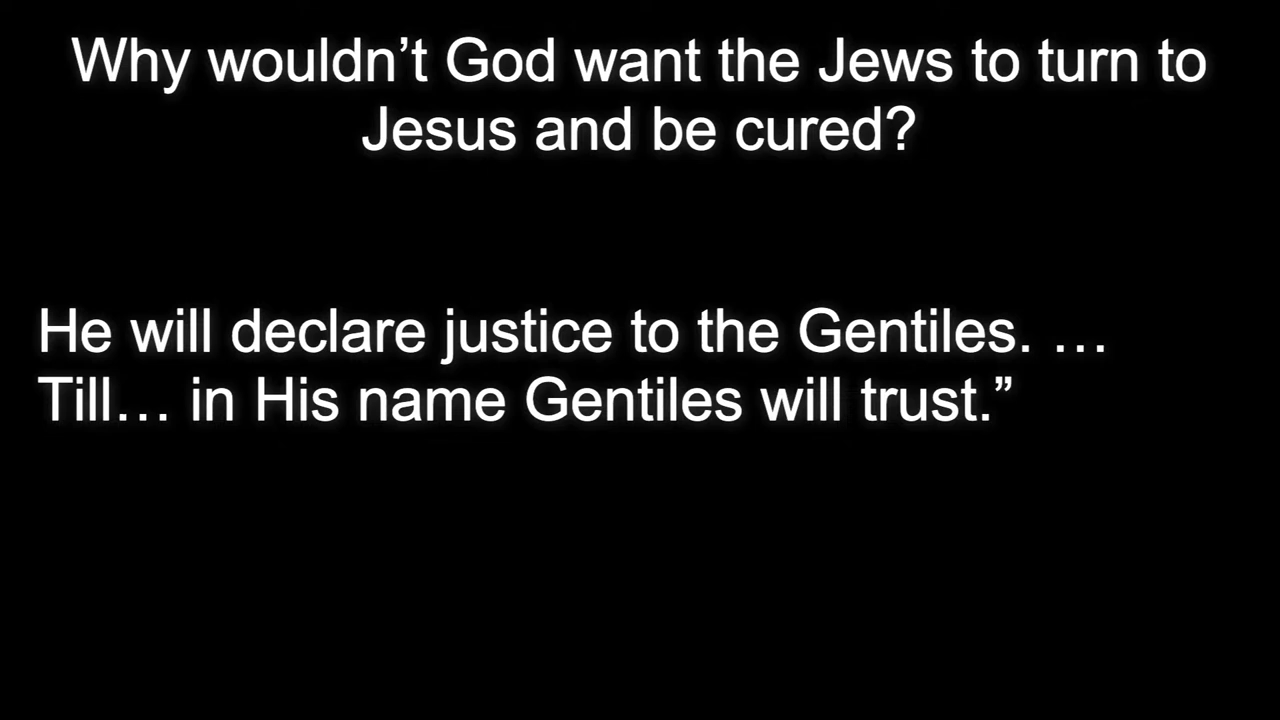 Why wouldn’t God want the Jews to turn to
Jesus and be cured?
He will declare justice to the Gentiles. …
Till… in His name Gentiles will trust.”